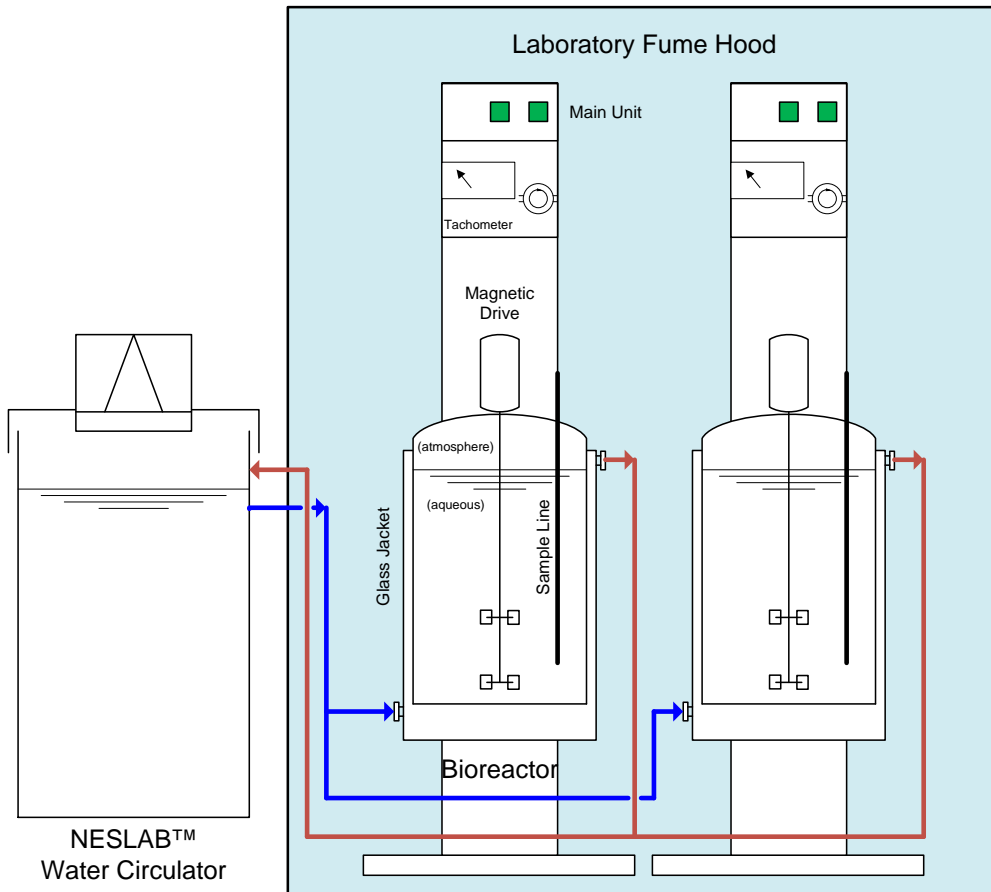 Laboratory Fume Hood
Main Unit
Tachometer
Magnetic
Drive
(atmosphere)
(aqueous)
Glass Jacket
Sample Line
Bioreactor
NESLAB™
Water Circulator